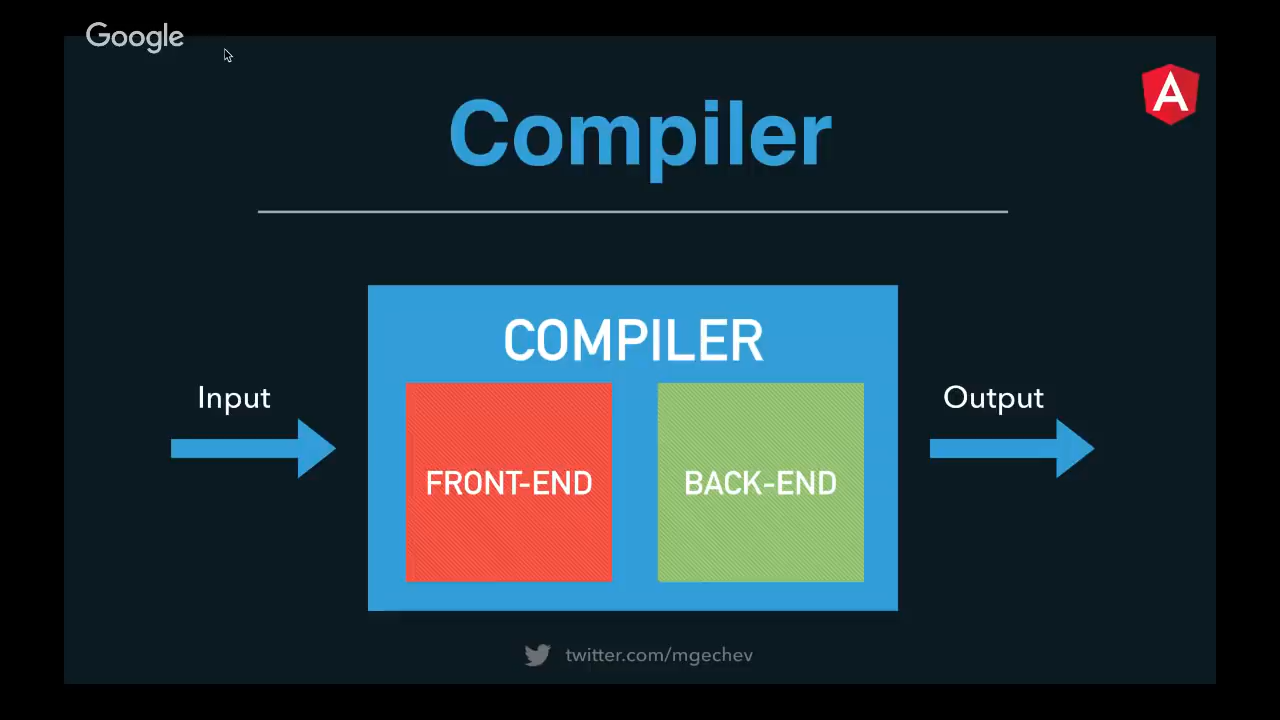 Google
A
Compiler
COMPILER
Input
Output
FRONT-END
BACK-END
twitter.com/mgechev